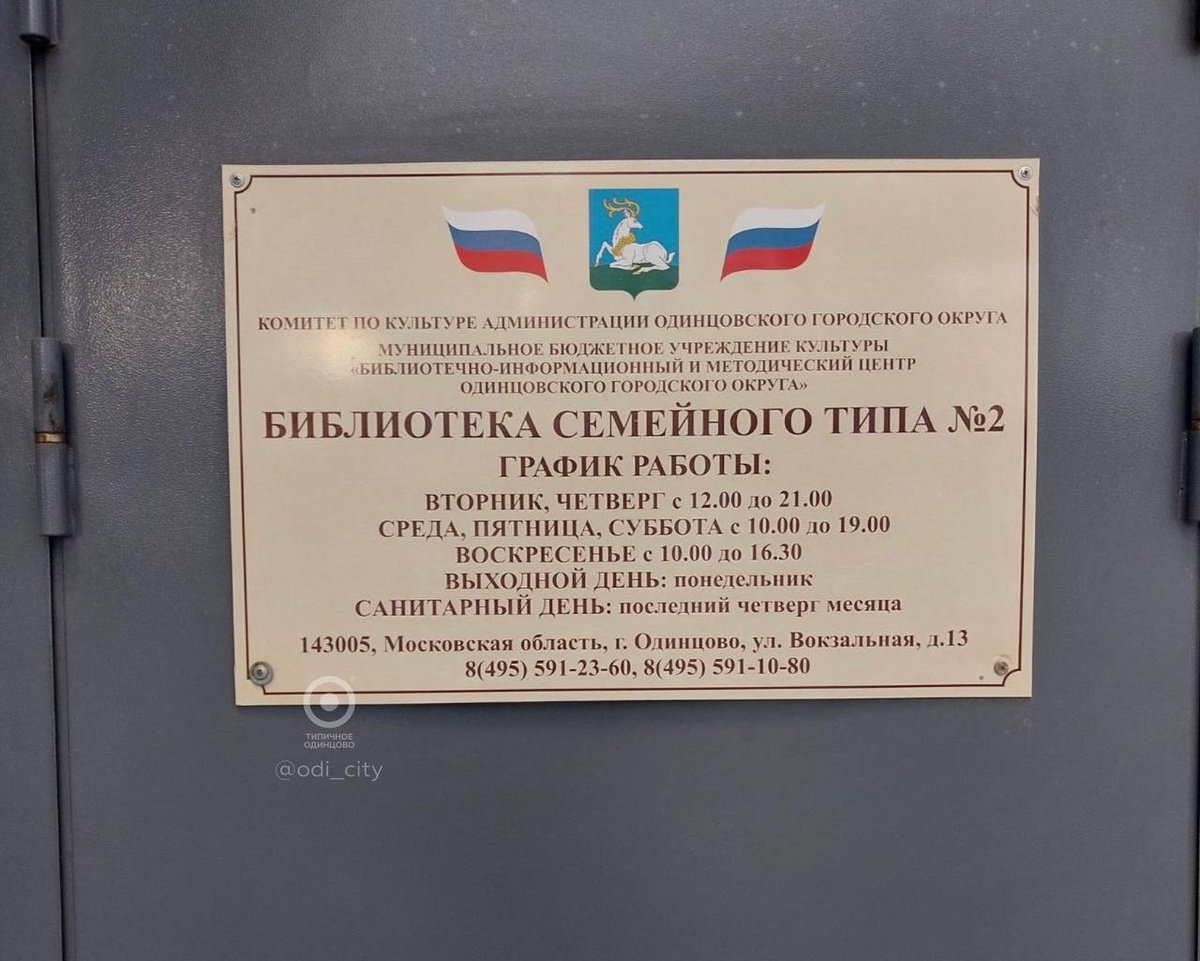 КОМИТЕТ ПО КУЛЬТУРЕ АДМИНИСТРАЦИИ ОДИНЦОВСКОГО ГОРОДСКОГО ОКРУГА
МУНИЦИПАЛЬНОЕ БЮДЖЕТНОЕ УЧРЕЖДЕНИЕ КУЛЬТУРЫ
«БИБЛИОТЕЧНО-ИНФОРМАЦИОННЫЙ И МЕТОДИЧЕСКИЙ ЦЕНТР
ОДИНЦОВСКОГО ГОРОДСКОГО ОКРУГА»
БИБЛИОТЕКА СЕМЕЙНОГО ТИПА №2
ГРАФИК РАБОТЫ:
ВТОРНИК, ЧЕТВЕРГ с 12.00 до 21.00
СРЕДА, ПЯТНИЦА, СУББОТА с 10.00 до 19.00
ВОСКРЕСЕНЬЕ с 10.00 до 16.30
ВЫХОДНОЙ ДЕНЬ: понедельник
САНИТАРНЫЙ ДЕНЬ: последний четверг месяца
143005, Московская область, г. Одинцово, ул. Вокзальная, д.13
8(495) 591-23-60, 8(495) 591-10-80
ТИПИЧНОЕ
ОДИНЦОВО
@odi_city